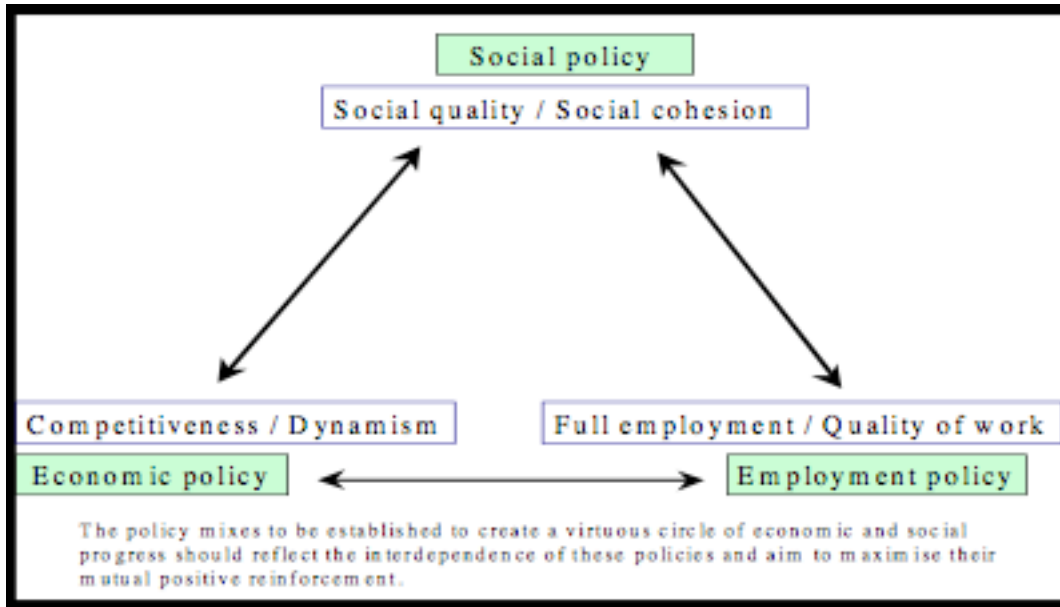 Social policy
Social quality / Social cohesion
Competitiveness / Dynamism
Full employment / Quality of work
Economic policy
Employment policy
The policy mixes to be established to create a virtuous circle of economic and social
progress should reflect the interdependence of these policies and aim to maximise their
mutual positive reinforcement.